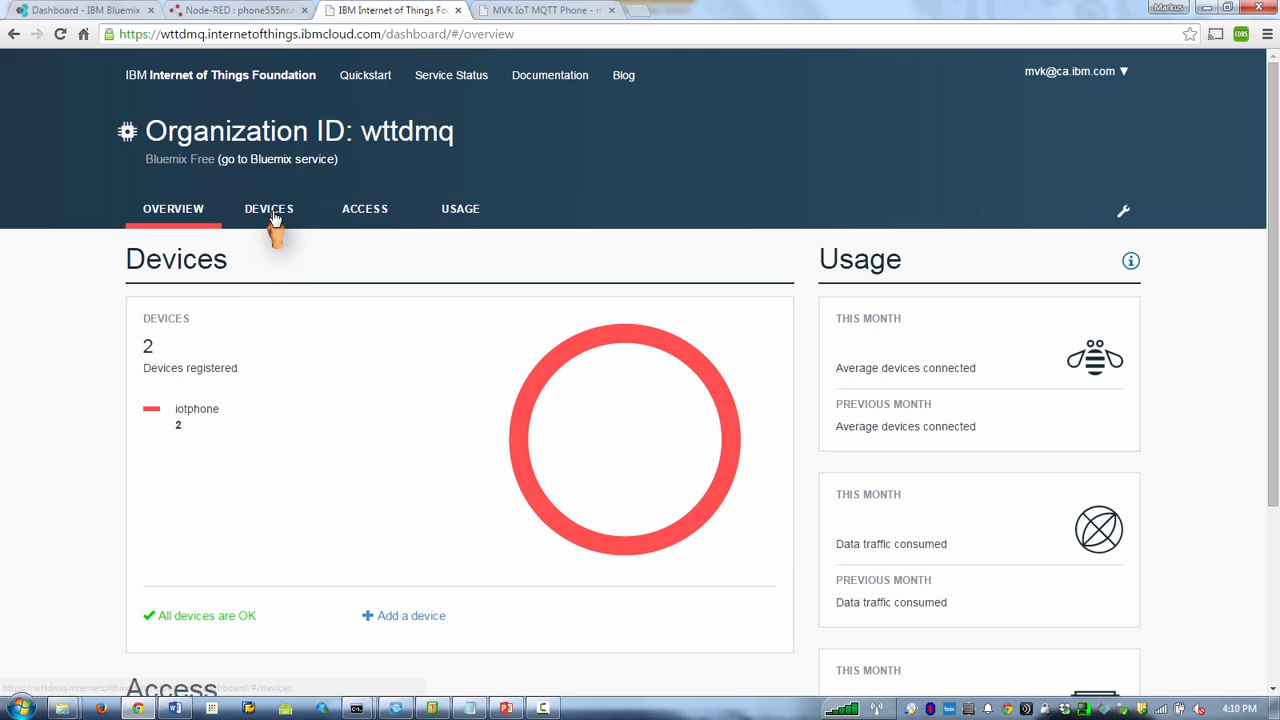 Dashboard - IBM Bluemix
Node-RED : phone555nr.m
IBM Internet of Things Fo
MVK IoT MQTT Phone - m
Markus
https://wttdmq.internetofthings.ibmcloud.com/dashboard/#/overview
CORS
IBM Internet of Things Foundation
Quickstart
Service Status
Documentation
Blog
mvk@ca.ibm.com
Organization ID: wttdmq
Bluemix Free (go to Bluemix service)
OVERVIEW
DEVICES
ACCESS
USAGE
Devices
DEVICES
2
Devices registered
iotphone
2
All devices are OK
Add a device
Usage
THIS MONTH
Average devices connected
PREVIOUS MONTH
Average devices connected
THIS MONTH
Data traffic consumed
PREVIOUS MONTH
Data traffic consumed
THIS MONTH
Access
4:10 PM